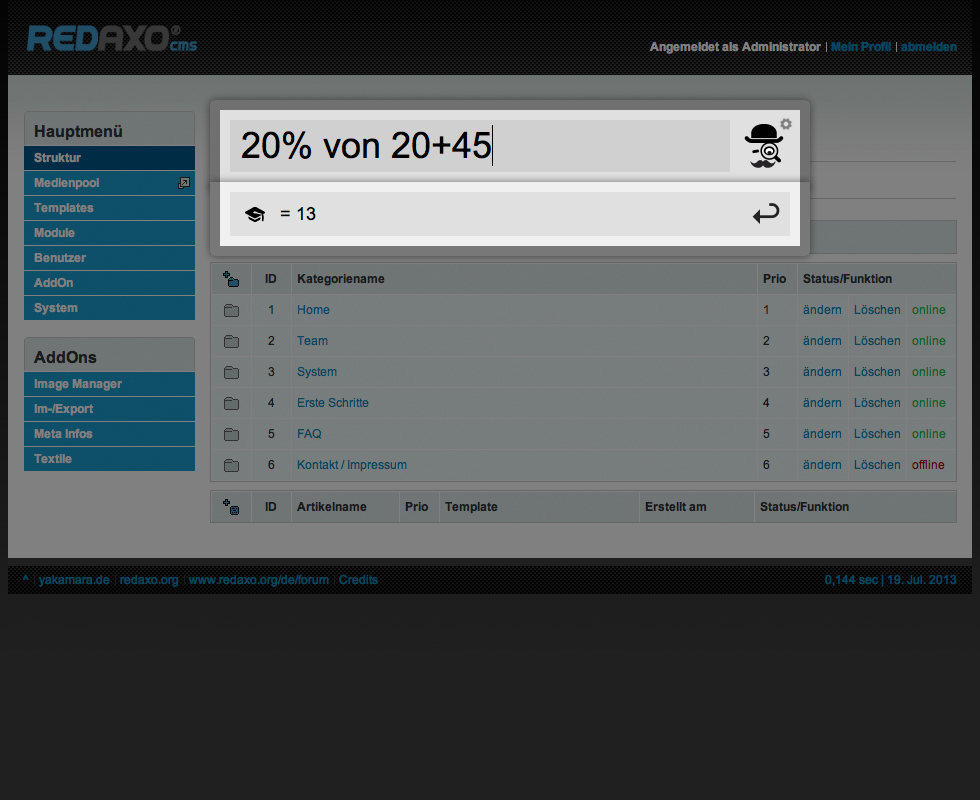 REDAXO® cms
Angemeldet als Administrator | Mein Profil | abmelden
20% von 20+45
= 13
Hauptmenü
Struktur
Medienpool
Templates
Module
Benutzer
AddOn
System
AddOns
Image Manager
Im-/Export
Meta Infos
Textile
ID Kategoriename Prio Status/Funktion
1 Home 1 ändern Löschen online
2 Team 2 ändern Löschen online
3 System 3 ändern Löschen online
4 Erste Schritte 4 ändern Löschen online
5 FAQ 5 ändern Löschen online
6 Kontakt / Impressum 6 ändern Löschen offline
ID Artikelname Prio Template Erstellt am Status/Funktion
^ | yakamara.de | redaxo.org | www.redaxo.org/de/forum | Credits
0,144 sec | 19. Jul. 2013